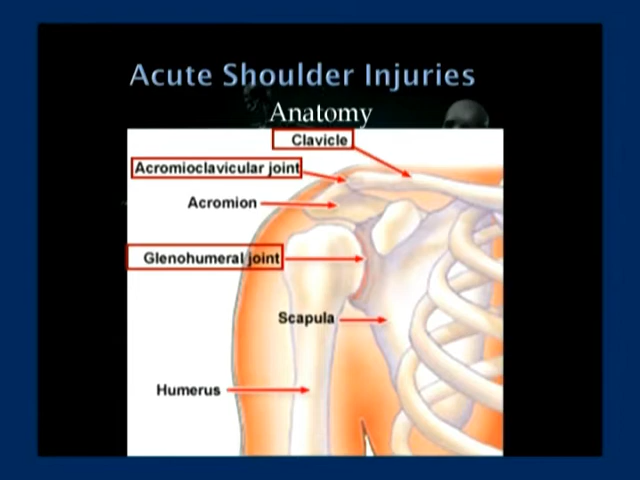 Acute Shoulder Injuries
Anatomy
Clavicle
Acromioclavicular joint
Acromion
Glenohumeral joint
Scapula
Humerus